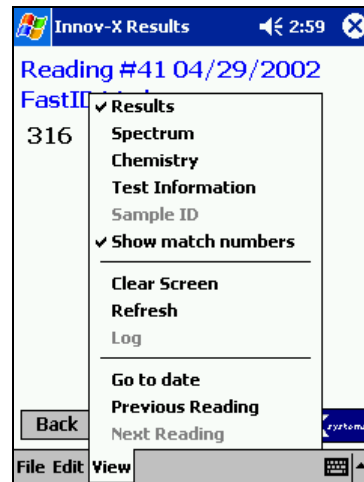 Innov-X Results 2:59
Reading #41 04/29/2002
FastID
316
Results
Spectrum
Chemistry
Test Information
Sample ID
Show match numbers
Clear Screen
Refresh
Log
Go to date
Previous Reading
Next Reading
Back
systems
File Edit View